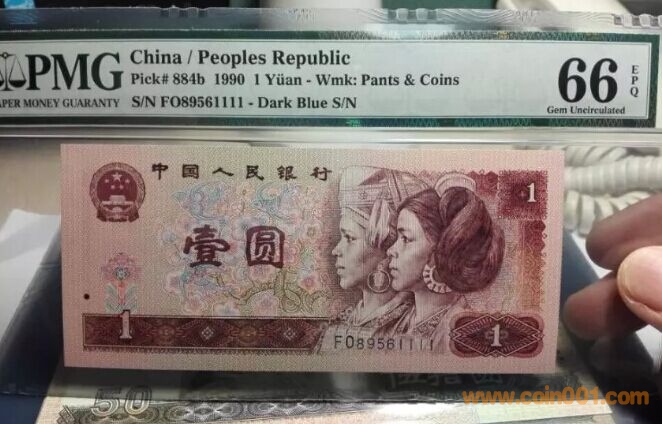 PMG
PAPER MONEY GUARANTY
China / Peoples Republic
Pick# 884b 1990 1 Yüan - Wmk: Pants & Coins
S/N FO89561111 - Dark Blue S/N
66
EPQ
Gem Uncirculated
中国人民银行
1
壹圆
1
FO89561111
1
50
www.coin001.com